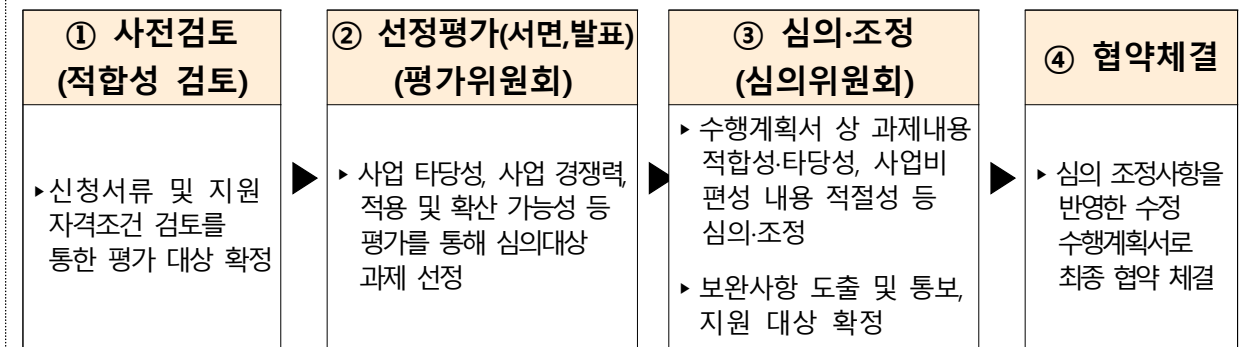 ① 사전검토
(적합성 검토)
▸신청서류 및 지원
자격조건 검토를
통한 평가 대상 확정
▶
② 선정평가(서면,발표)
(평가위원회)
▸ 사업 타당성, 사업 경쟁력,
적용 및 확산 가능성 등
평가를 통해 심의대상
과제 선정
▶
③ 심의·조정
(심의위원회)
▸ 수행계획서 상 과제내용
적합성·타당성, 사업비
편성 내용 적절성 등
심의·조정
▸ 보완사항 도출 및 통보,
지원 대상 확정
▶
④ 협약체결
▸ 심의 조정사항을
반영한 수정
수행계획서로
최종 협약 체결